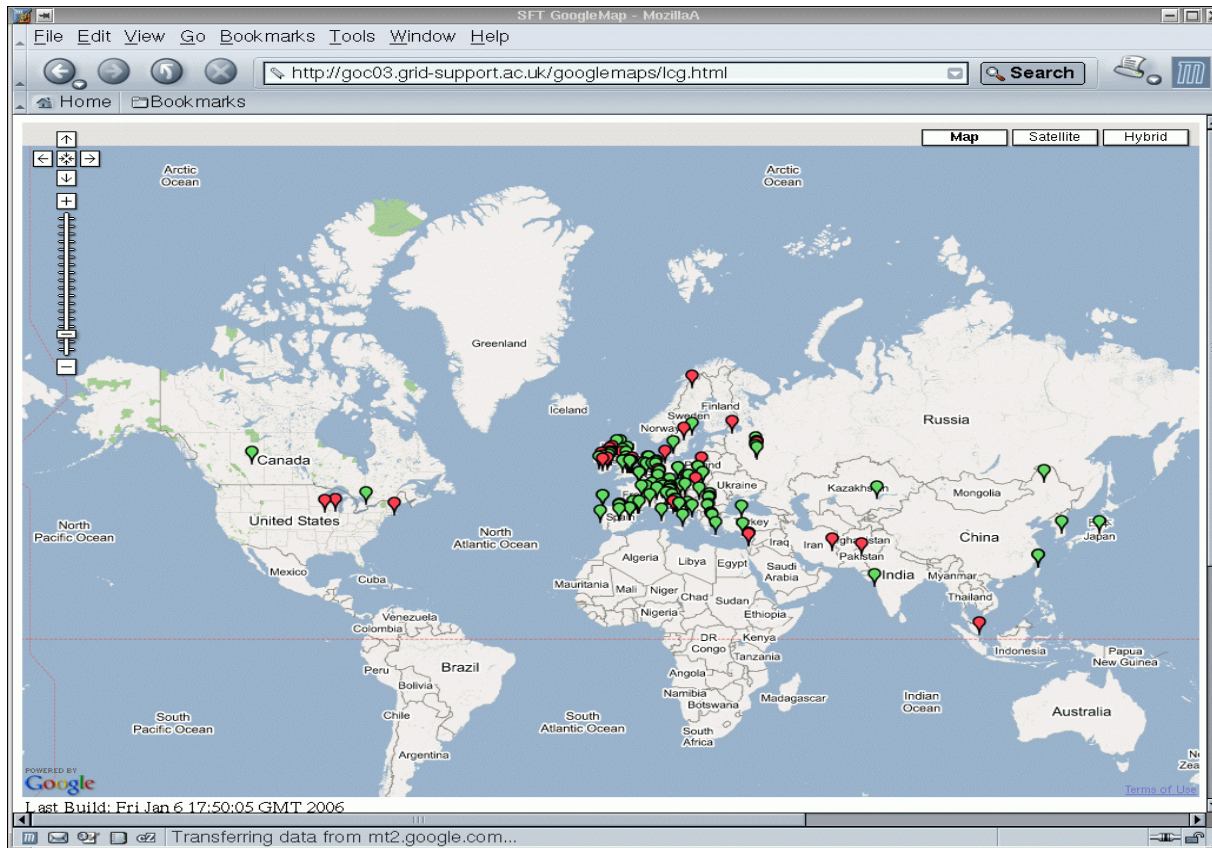 SFT GoogleMap - MozillaA
File Edit View Go Bookmarks Tools Window Help
http://goc03.grid-support.ac.uk/googlemaps/lcg.html
Search
Home Bookmarks
Map Satellite Hybrid
Arctic
Ocean
Arctic
Ocean
Greenland
Iceland
Finland
Sweden
Norway
Russia
Canada
Ukraine
Kazakhstan
Mongolia
United States
Spain
North
Pacific Ocean
North
Atlantic Ocean
China
Japan
Iraq
Iran
Afghanistan
Pakistan
Algeria
Libya
Egypt
Saudi
Arabia
Mexico
Cuba
India
Myanmar
Mauritania
Mali
Niger
Chad
Sudan
Thailand
Venezuela
Colombia
Nigeria
Ethiopia
DR
Congo
Kenya
Tanzania
Indonesia
Papua
New Guinea
Peru
Brazil
Bolivia
Angola
Namibia
Botswana
Madagascar
Indian
Ocean
Australia
Chile
South
Pacific Ocean
South
Atlantic Ocean
South
Africa
Argentina
POWERED BY
Google
Terms of Use
Last Build: Fri Jan 6 17:50:05 GMT 2006
Transferring data from mt2.google.com...